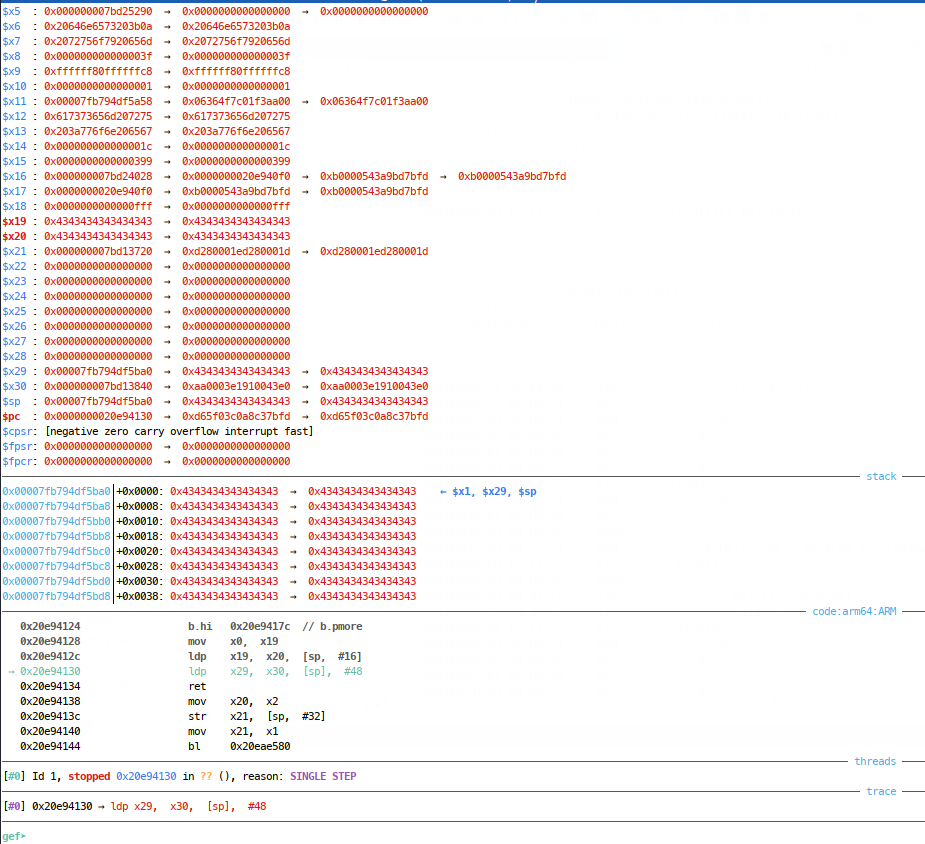 $x5 : 0x000000007bd25290 → 0x0000000000000000 → 0x0000000000000000
$x6 : 0x20646e6573203b0a → 0x20646e6573203b0a
$x7 : 0x2072756f7920656d → 0x2072756f7920656d
$x8 : 0x000000000000003f → 0x000000000000003f
$x9 : 0xffffff80ffffffc8 → 0xffffff80ffffffc8
$x10 : 0x0000000000000001 → 0x0000000000000001
$x11 : 0x00007fb794df5a58 → 0x06364f7c01f3aa00 → 0x06364f7c01f3aa00
$x12 : 0x617373656d207275 → 0x617373656d207275
$x13 : 0x203a776f6e206567 → 0x203a776f6e206567
$x14 : 0x000000000000001c → 0x000000000000001c
$x15 : 0x0000000000000399 → 0x0000000000000399
$x16 : 0x000000007bd24028 → 0x0000000020e940f0 → 0xb0000543a9bd7bfd → 0xb0000543a9bd7bfd
$x17 : 0x0000000020e940f0 → 0xb0000543a9bd7bfd → 0xb0000543a9bd7bfd
$x18 : 0x0000000000000fff → 0x0000000000000fff
$x19 : 0x4343434343434343 → 0x4343434343434343
$x20 : 0x4343434343434343 → 0x4343434343434343
$x21 : 0x000000007bd13720 → 0xd280001ed280001d → 0xd280001ed280001d
$x22 : 0x0000000000000000 → 0x0000000000000000
$x23 : 0x0000000000000000 → 0x0000000000000000
$x24 : 0x0000000000000000 → 0x0000000000000000
$x25 : 0x0000000000000000 → 0x0000000000000000
$x26 : 0x0000000000000000 → 0x0000000000000000
$x27 : 0x0000000000000000 → 0x0000000000000000
$x28 : 0x0000000000000000 → 0x0000000000000000
$x29 : 0x00007fb794df5ba0 → 0x4343434343434343 → 0x4343434343434343
$x30 : 0x000000007bd13840 → 0xaa0003e1910043e0 → 0xaa0003e1910043e0
$sp : 0x00007fb794df5ba0 → 0x4343434343434343 → 0x4343434343434343
$pc : 0x0000000020e94130 → 0xd65f03c0a8c37bfd → 0xd65f03c0a8c37bfd
$cpsr: [negative zero carry overflow interrupt fast]
$fpsr: 0x0000000000000000 → 0x0000000000000000
$fpcr: 0x0000000000000000 → 0x0000000000000000
stack
0x00007fb794df5ba0│+0x0000: 0x4343434343434343 → 0x4343434343434343 ← $x1, $x29, $sp
0x00007fb794df5ba8│+0x0008: 0x4343434343434343 → 0x4343434343434343
0x00007fb794df5bb0│+0x0010: 0x4343434343434343 → 0x4343434343434343
0x00007fb794df5bb8│+0x0018: 0x4343434343434343 → 0x4343434343434343
0x00007fb794df5bc0│+0x0020: 0x4343434343434343 → 0x4343434343434343
0x00007fb794df5bc8│+0x0028: 0x4343434343434343 → 0x4343434343434343
0x00007fb794df5bd0│+0x0030: 0x4343434343434343 → 0x4343434343434343
0x00007fb794df5bd8│+0x0038: 0x4343434343434343 → 0x4343434343434343
code:arm64:ARM
0x20e94124 b.hi 0x20e9417c // b.pmore
0x20e94128 mov x0, x19
0x20e9412c ldp x19, x20, [sp, #16]
→ 0x20e94130 ldp x29, x30, [sp], #48
0x20e94134 ret
0x20e94138 mov x20, x2
0x20e9413c str x21, [sp, #32]
0x20e94140 mov x21, x1
0x20e94144 bl 0x20eae580
threads
[#0] Id 1, stopped 0x20e94130 in ?? (), reason: SINGLE STEP
trace
[#0] 0x20e94130 → ldp x29, x30, [sp], #48
gef➤